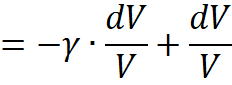 = −γ · dV/V + dV/V